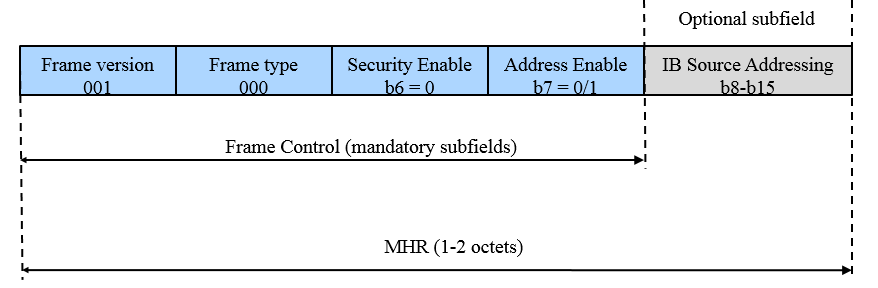 Optional subfield
Frame version
001
Frame type
000
Security Enable
b6 = 0
Address Enable
b7 = 0/1
IB Source Addressing
b8-b15
Frame Control (mandatory subfields)
MHR (1-2 octets)